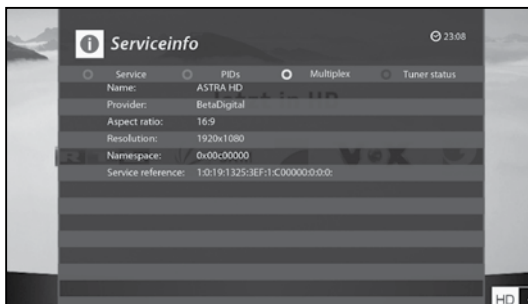 Serviceinfo
23:08
Service PIDs Multiplex Tuner status
Name: ASTRA HD
Provider: BetaDigital
Aspect ratio: 16:9
Resolution: 1920x1080
Namespace: 0x00c00000
Service reference: 1:0:19:1325:3EF:1:C00000:0:0:0:
HD